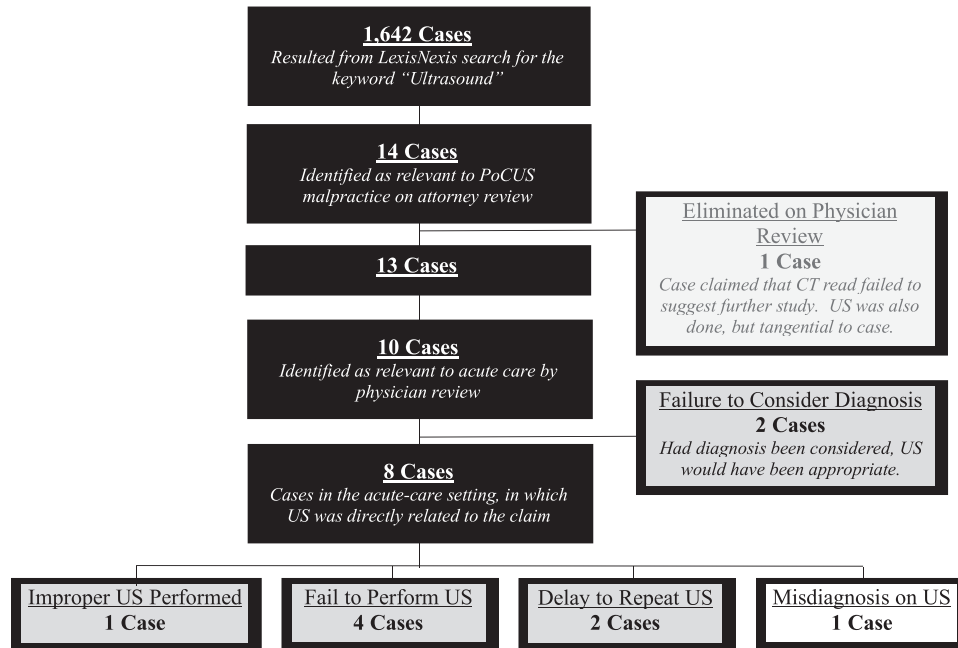 1,642 Cases
Resulted from LexisNexis search for the
keyword “Ultrasound”
14 Cases
Identified as relevant to PoCUS
malpractice on attorney review
Eliminated on Physician
Review
1 Case
Case claimed that CT read failed to
suggest further study.  US was also
done, but tangential to case.
13 Cases
10 Cases
Identified as relevant to acute care by
physician review
Failure to Consider Diagnosis
2 Cases
Had diagnosis been considered, US
would have been appropriate.
8 Cases
Cases in the acute-care setting, in which
US was directly related to the claim
Improper US Performed
1 Case
Fail to Perform US
4 Cases
Delay to Repeat US
2 Cases
Misdiagnosis on US
1 Case